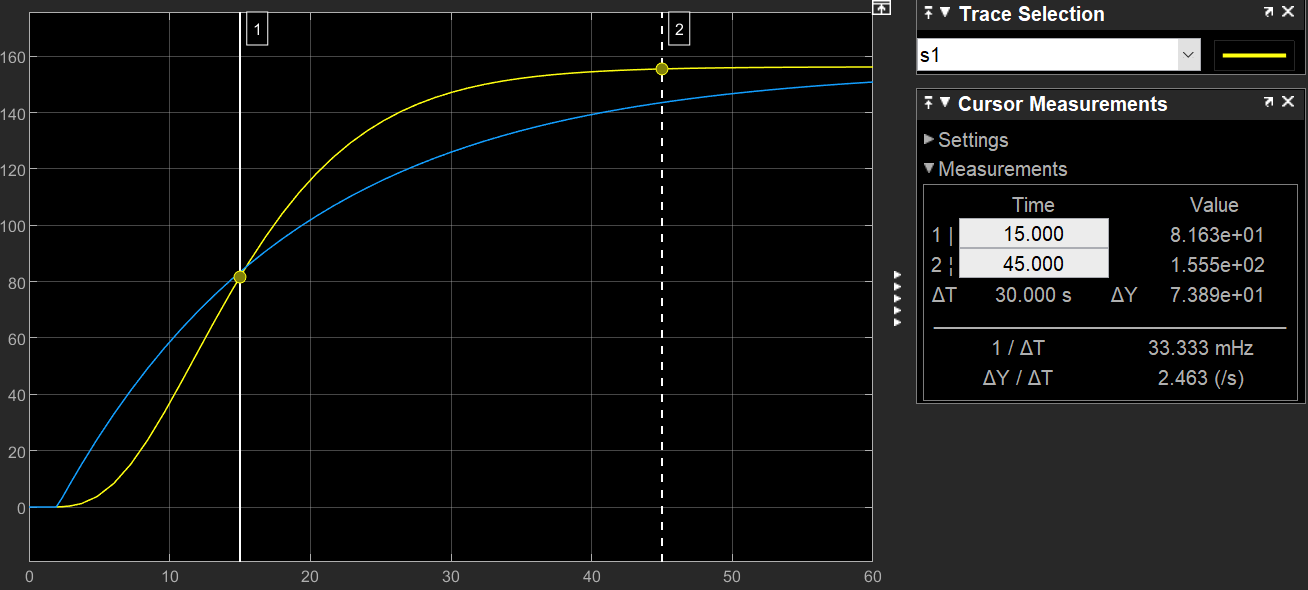 1
2
160
140
120
100
80
60
40
20
0
0 10 20 30 40 50 60
Trace Selection
s1
Cursor Measurements
Settings
Measurements
Time Value
1 | 15.000 8.163e+01
2 ¦ 45.000 1.555e+02
ΔT 30.000 s ΔY 7.389e+01
1 / ΔT 33.333 mHz
ΔY / ΔT 2.463 (/s)